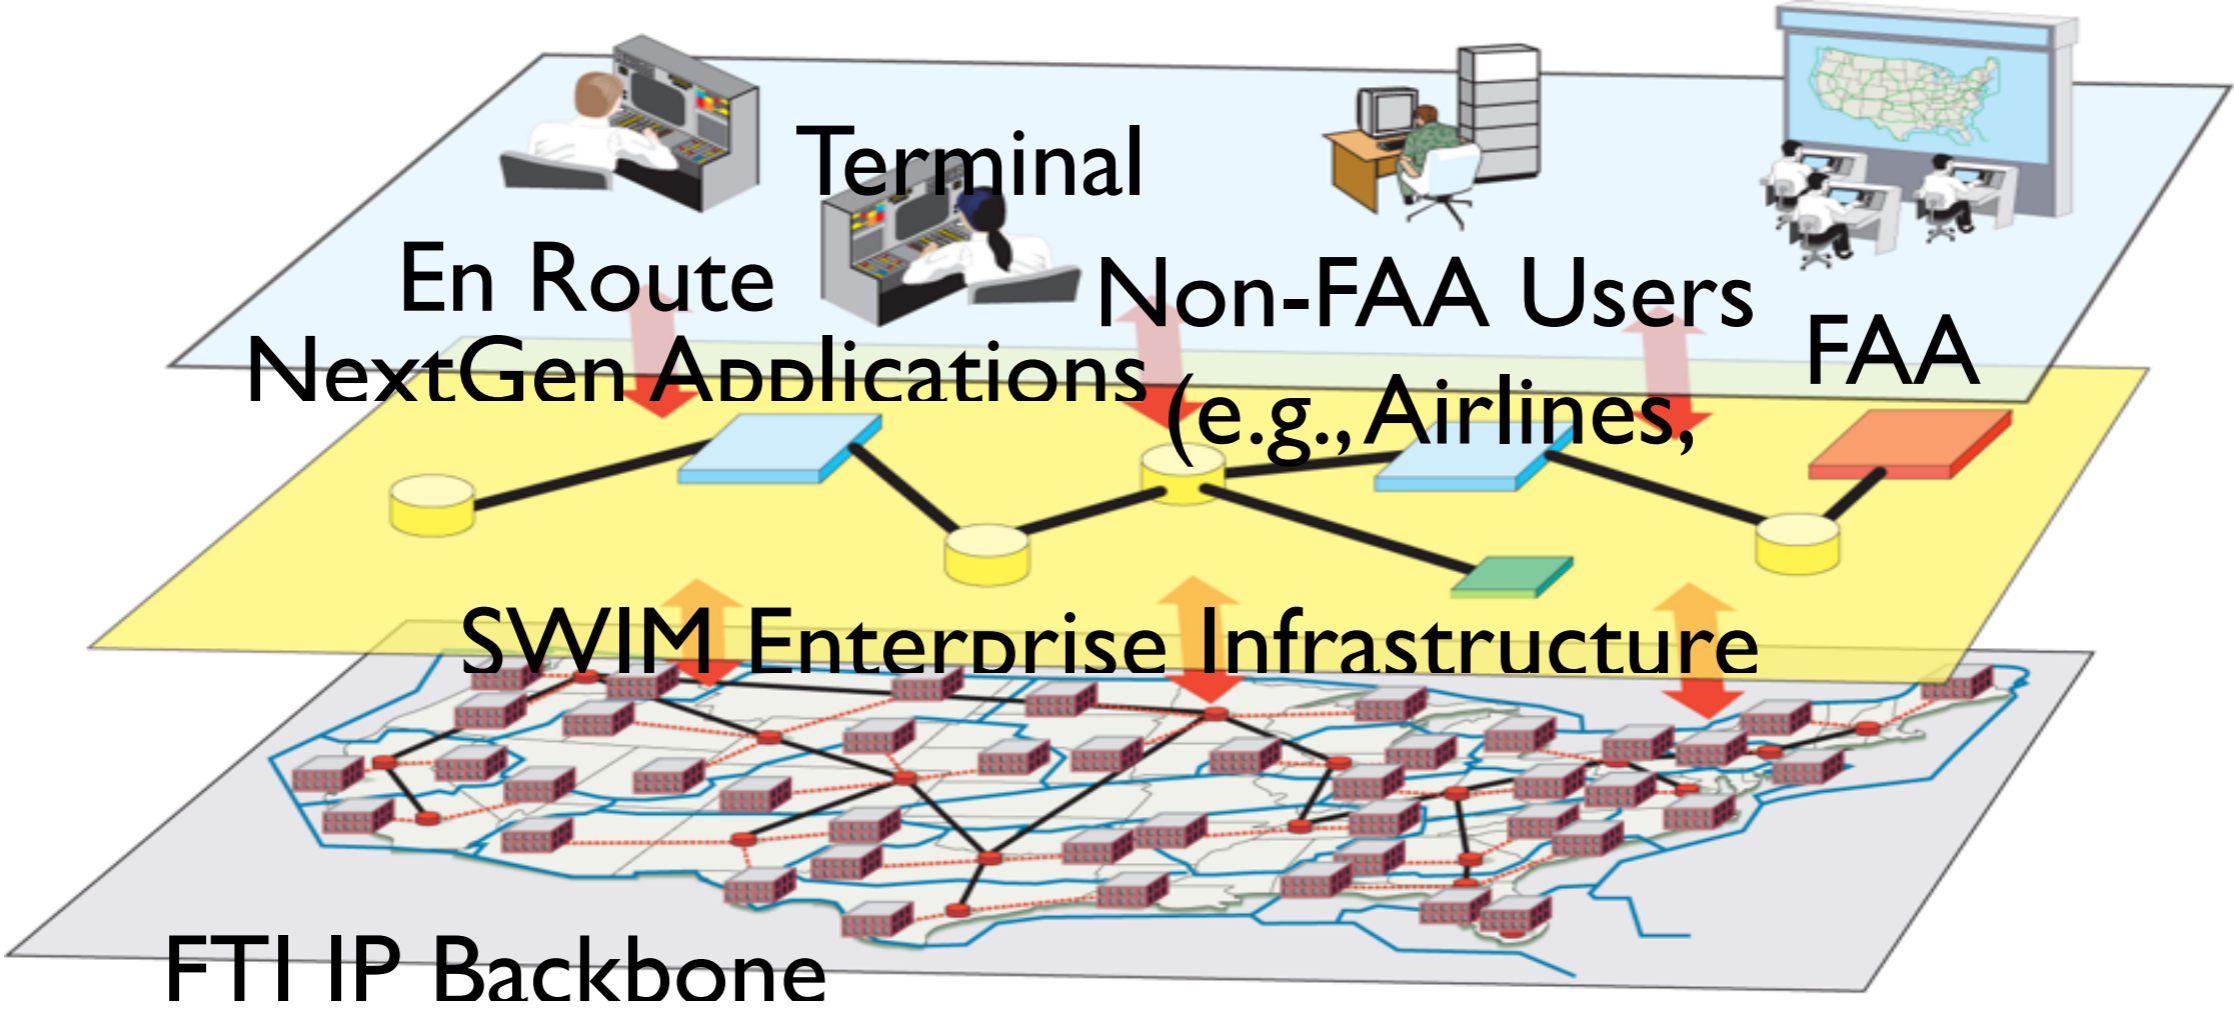 Terminal
En Route
Non-FAA Users
(e.g., Airlines,
FAA
NextGen Applications
SWIM Enterprise Infrastructure
FTI IP Backbone